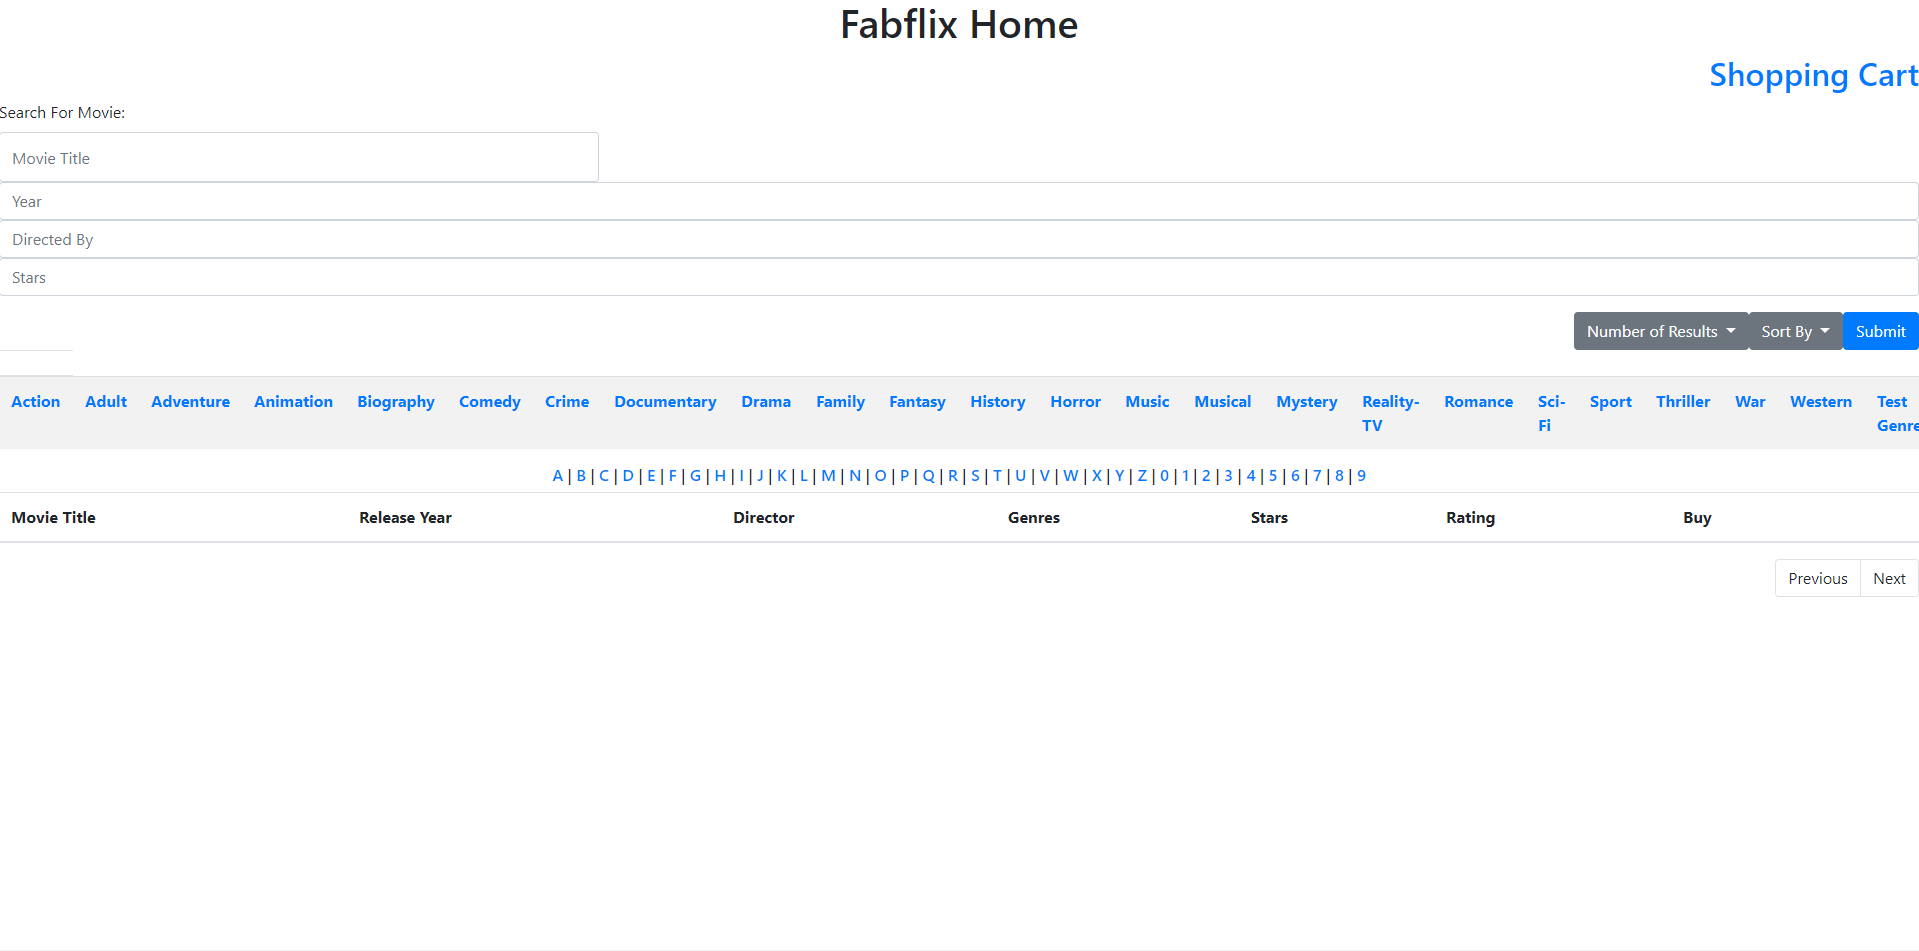 Fabflix Home
Shopping Cart
Search For Movie:
Movie Title
Year
Directed By
Stars
Number of Results Sort By Submit
Action Adult Adventure Animation Biography Comedy Crime Documentary Drama Family Fantasy History Horror Music Musical Mystery Reality-TV Romance Sci-Fi Sport Thriller War Western Test Genre
A | B | C | D | E | F | G | H | I | J | K | L | M | N | O | P | Q | R | S | T | U | V | W | X | Y | Z | 0 | 1 | 2 | 3 | 4 | 5 | 6 | 7 | 8 | 9
Movie Title Release Year Director Genres Stars Rating Buy
Previous Next